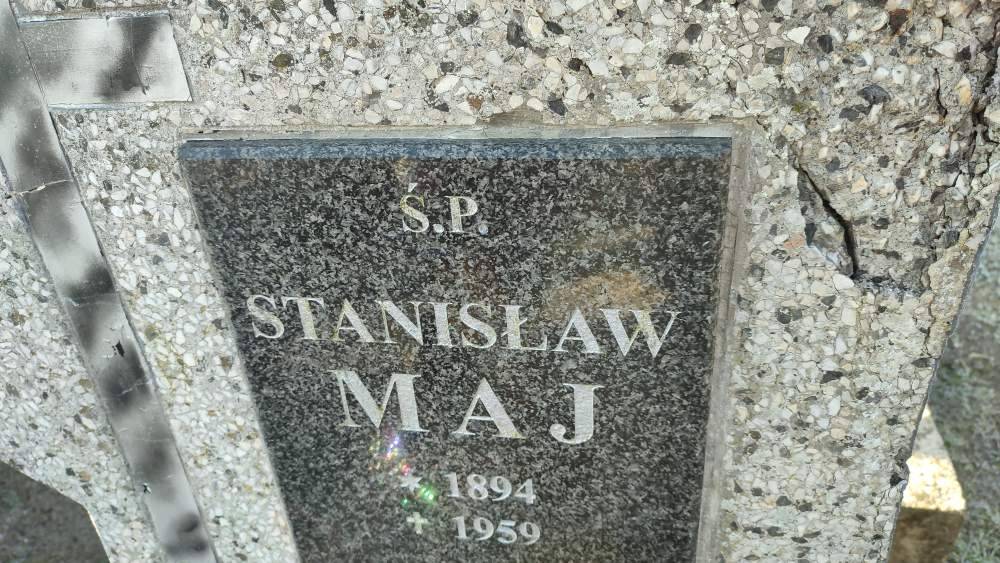 Ś.P.
STANISŁAW
MAJ
* 1894
✝ 1959